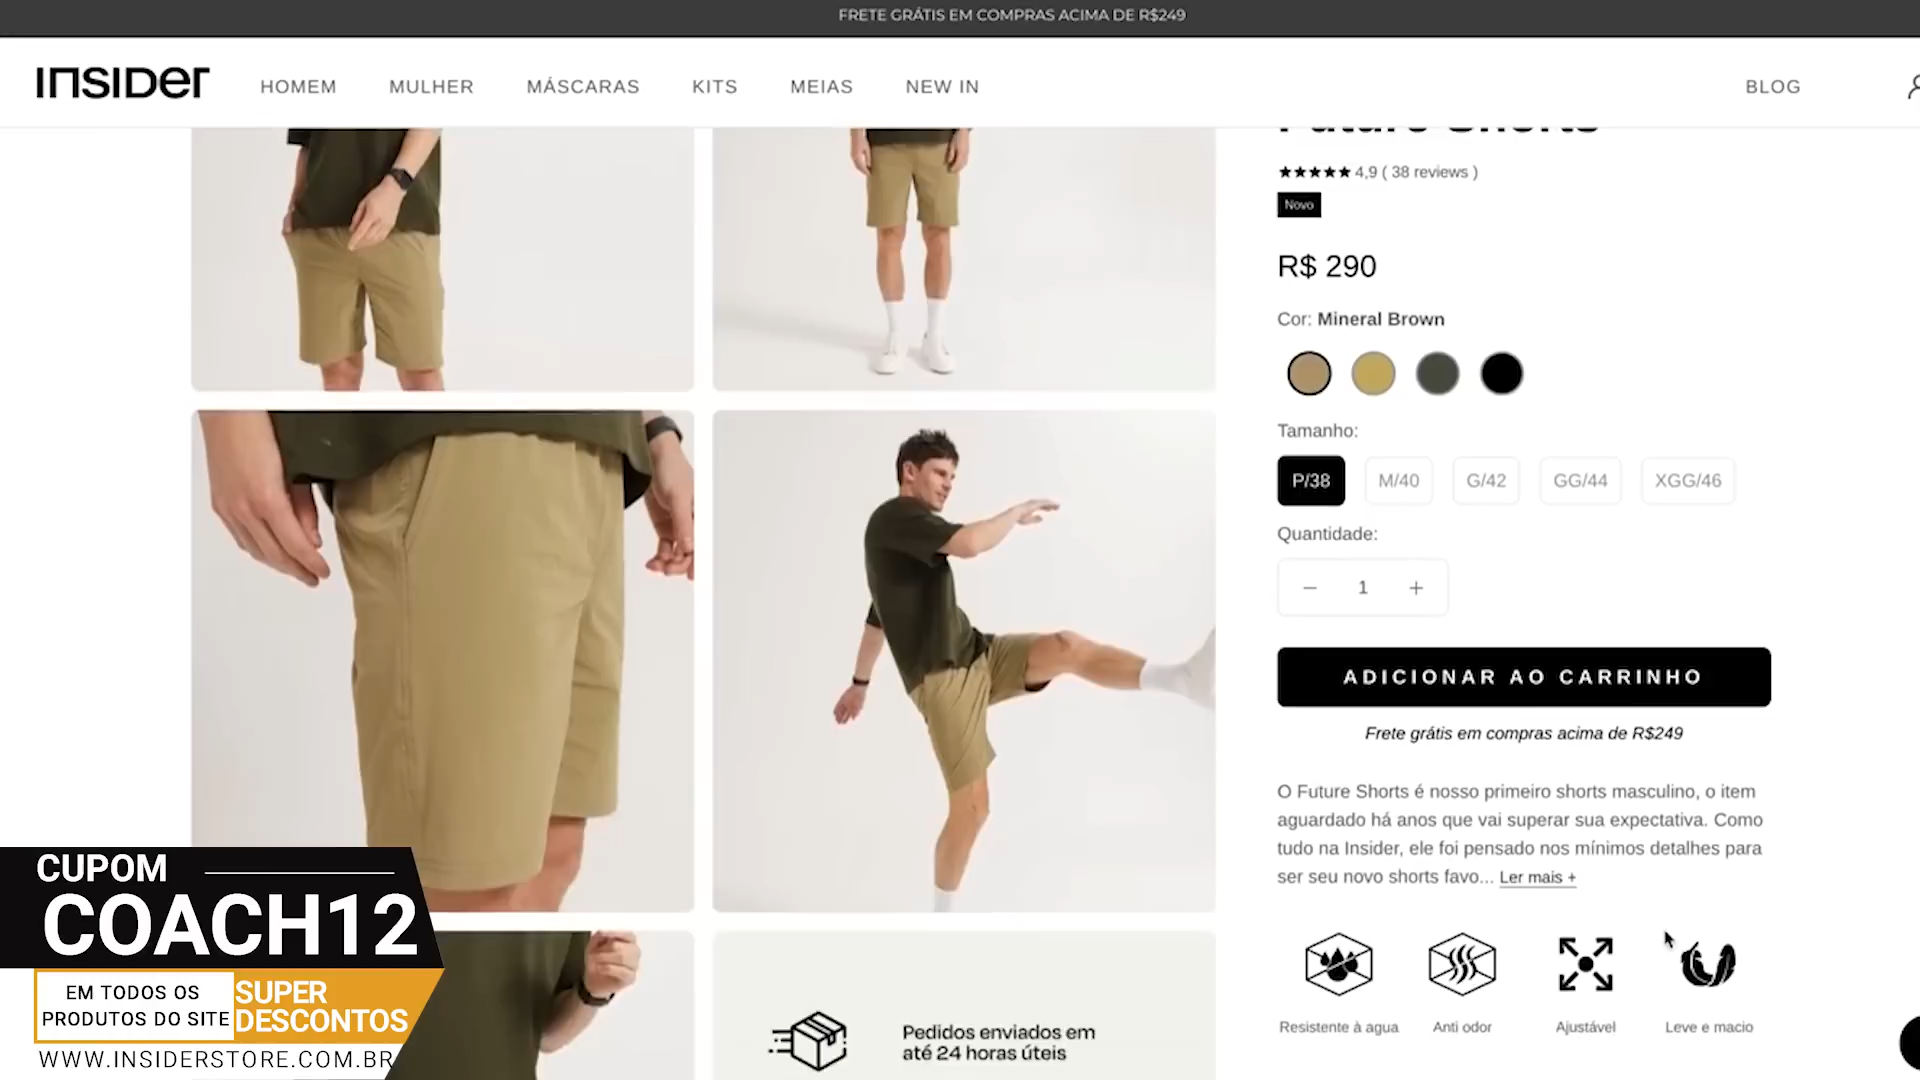 FRETE GRÁTIS EM COMPRAS ACIMA DE R$249
INSIDER
HOMEM
MULHER
MÁSCARAS
KITS
MEIAS
NEW IN
BLOG
Future Shorts
4,9 ( 38 reviews )
Novo
R$ 290
Cor: Mineral Brown
Tamanho:
P/38
M/40
G/42
GG/44
XGG/46
Quantidade:
− 1 +
ADICIONAR AO CARRINHO
Frete grátis em compras acima de R$249
O Future Shorts é nosso primeiro shorts masculino, o item
aguardado há anos que vai superar sua expectativa. Como
tudo na Insider, ele foi pensado nos mínimos detalhes para
ser seu novo shorts favo... Ler mais +
Resistente à agua
Anti odor
Ajustável
Leve e macio
Pedidos enviados em
até 24 horas úteis
CUPOM
COACH12
EM TODOS OS
PRODUTOS DO SITE
SUPER
DESCONTOS
WWW.INSIDERSTORE.COM.BR